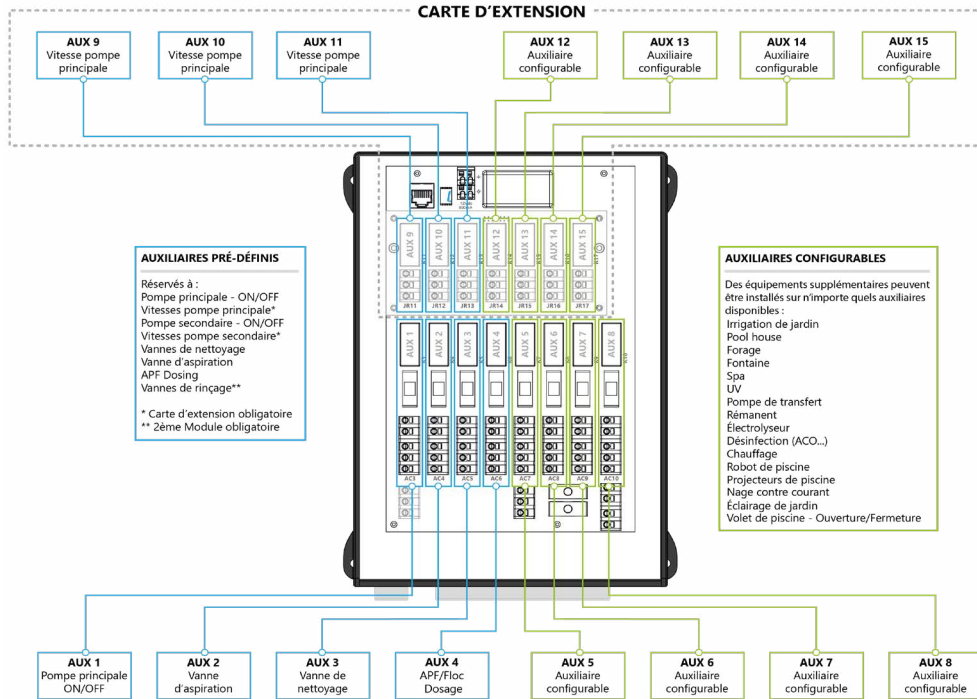 CARTE D'EXTENSION
AUX 9
Vitesse pompe
principale
AUX 10
Vitesse pompe
principale
AUX 11
Vitesse pompe
principale
AUX 12
Auxiliaire
configurable
AUX 13
Auxiliaire
configurable
AUX 14
Auxiliaire
configurable
AUX 15
Auxiliaire
configurable
AUX 9
AUX 10
AUX 11
AUX 12
AUX 13
AUX 14
AUX 15
JR11
JR12
JR13
JR14
JR15
JR16
JR17
AUX 1
AUX 2
AUX 3
AUX 4
AUX 5
AUX 6
AUX 7
AUX 8
AC3
AC4
AC5
AC6
AC7
AC8
AC9
AC10
AUXILIAIRES PRÉ-DÉFINIS
Réservés à :
Pompe principale - ON/OFF
Vitesses pompe principale*
Pompe secondaire - ON/OFF
Vitesses pompe secondaire*
Vannes de nettoyage
Vanne d'aspiration
APF Dosing
Vannes de rinçage**
* Carte d'extension obligatoire
** 2ème Module obligatoire
AUXILIAIRES CONFIGURABLES
Des équipements supplémentaires peuvent
être installés sur n'importe quels auxiliaires
disponibles :
Irrigation de jardin
Pool house
Forage
Fontaine
Spa
UV
Pompe de transfert
Rémanent
Électrolyseur
Désinfection (ACO...)
Chauffage
Robot de piscine
Projecteurs de piscine
Nage contre courant
Éclairage de jardin
Volet de piscine - Ouverture/Fermeture
AUX 1
Pompe principale
ON/OFF
AUX 2
Vanne
d'aspiration
AUX 3
Vanne de
nettoyage
AUX 4
APF/Floc
Dosage
AUX 5
Auxiliaire
configurable
AUX 6
Auxiliaire
configurable
AUX 7
Auxiliaire
configurable
AUX 8
Auxiliaire
configurable